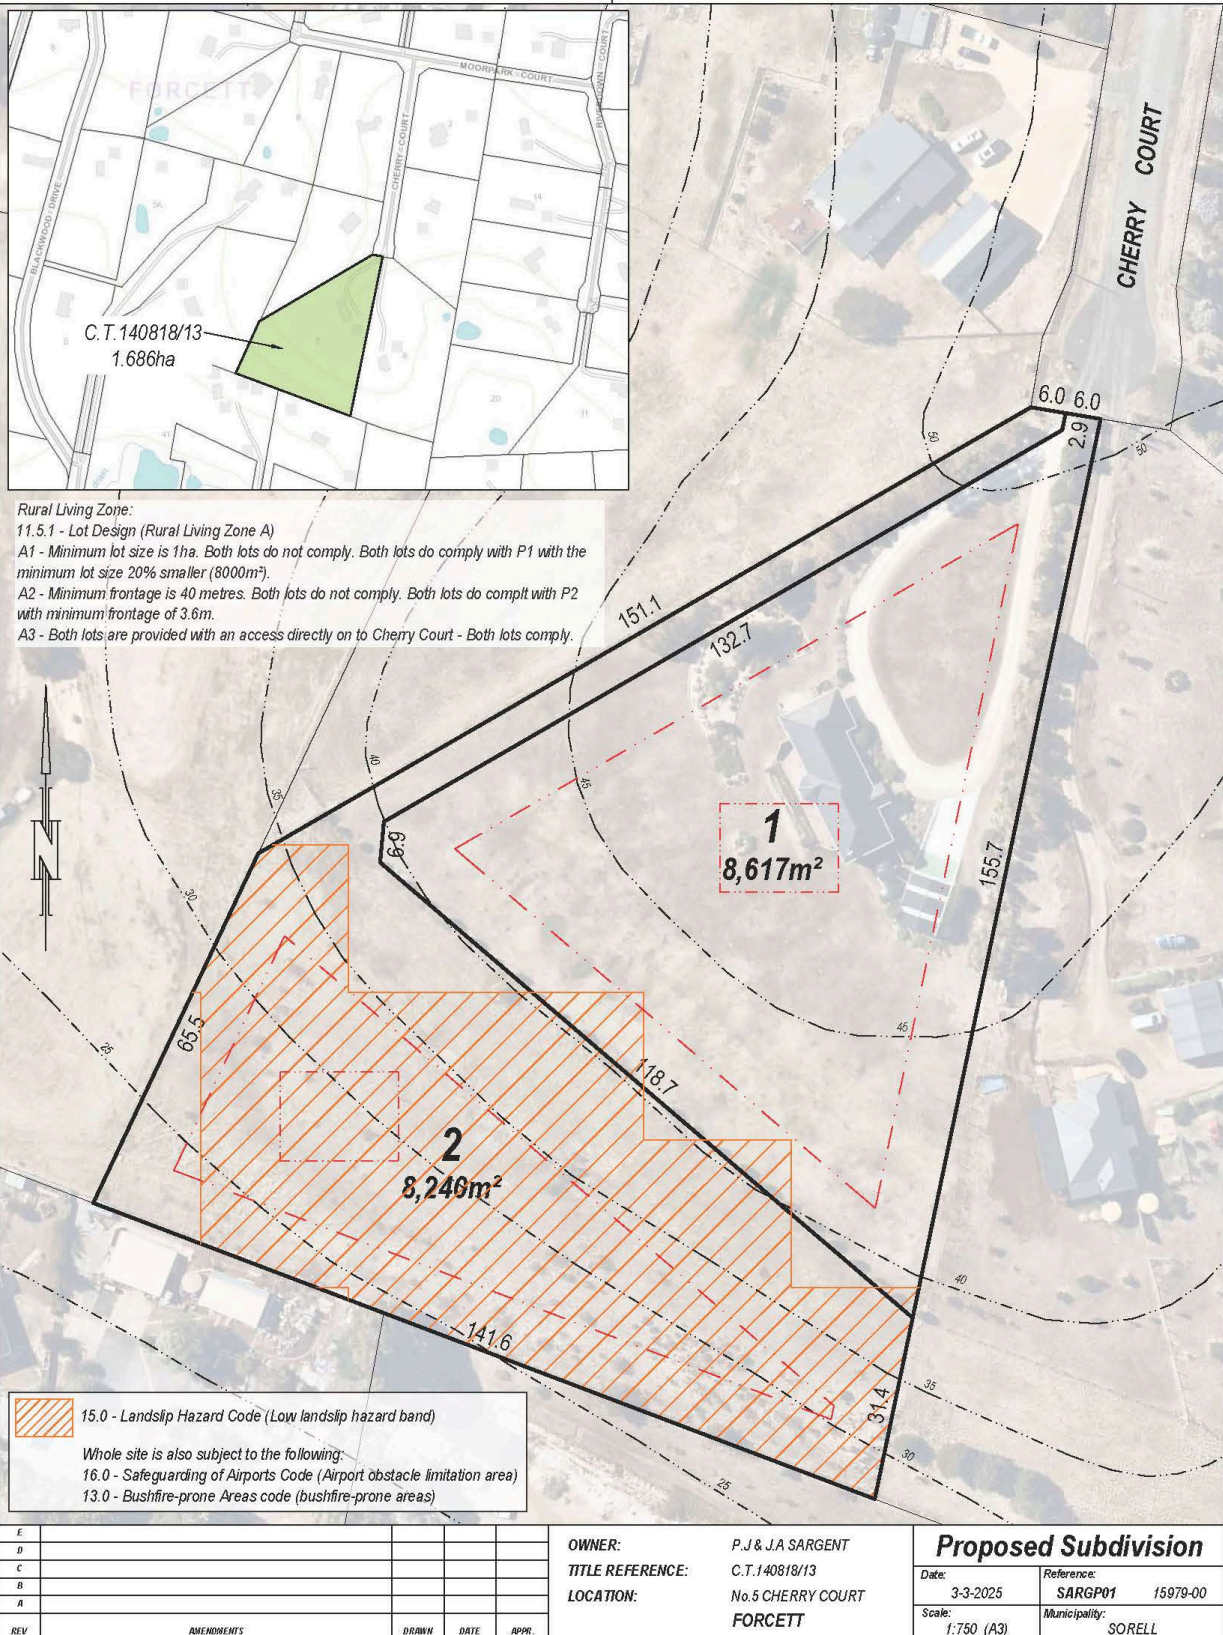 FORCETT
MOORPARK COURT
CHERRY COURT
BLACKWOOD DRIVE
C.T.140818/13
1.686ha
5A
2
14
20
11
41
CHERRY COURT
6.0 6.0
2.9
50
50
Rural Living Zone:
11.5.1 - Lot Design (Rural Living Zone A)
A1 - Minimum lot size is 1ha. Both lots do not comply. Both lots do comply with P1 with the
minimum lot size 20% smaller (8000m²).
A2 - Minimum frontage is 40 metres. Both lots do not comply. Both lots do complt with P2
with minimum frontage of 3.6m.
A3 - Both lots are provided with an access directly on to Cherry Court - Both lots comply.
151.1
132.7
40
35
45
N
6.9
1
8,617m²
155.7
30
65.5
25
45
118.7
2
8,240m²
40
141.6
35
31.4
30
25
15.0 - Landslip Hazard Code (Low landslip hazard band)
Whole site is also subject to the following:
16.0 - Safeguarding of Airports Code (Airport obstacle limitation area)
13.0 - Bushfire-prone Areas code (bushfire-prone areas)
E
D
C
B
A
REV AMENDMENTS DRAWN DATE APPR.
OWNER: P.J & J.A SARGENT
TITLE REFERENCE: C.T.140818/13
LOCATION: No.5 CHERRY COURT
FORCETT
Proposed Subdivision
Date: Reference:
3-3-2025 SARGP01 15979-00
Scale: Municipality:
1:750 (A3) SORELL